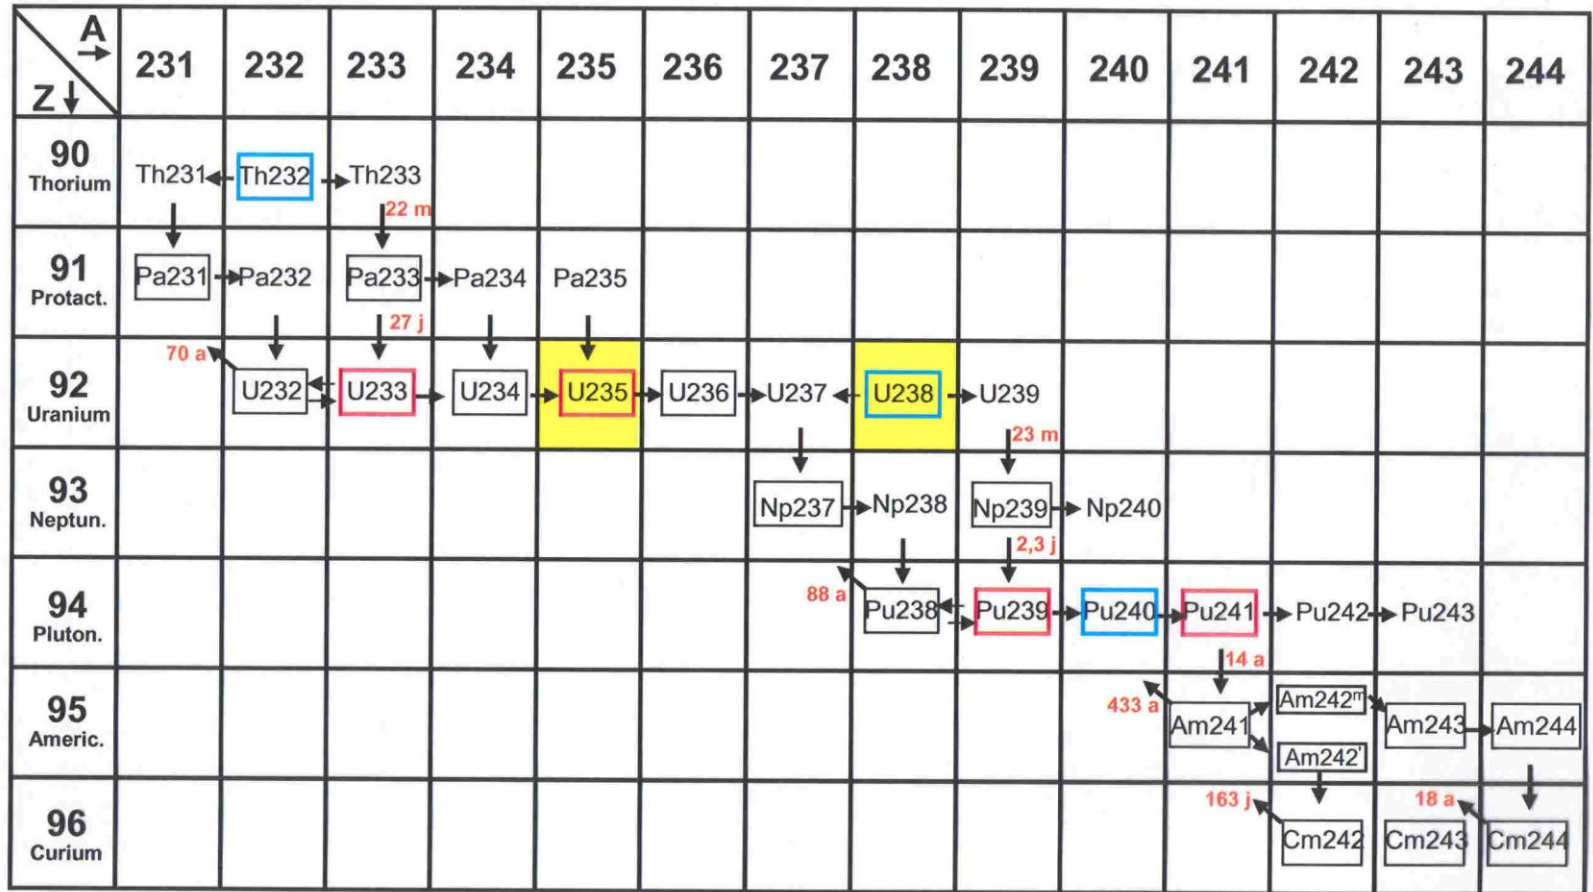 A
Z
231 232 233 234 235 236 237 238 239 240 241 242 243 244
90
Thorium
Th231 Th232 Th233
22 m
91
Protact.
Pa231 Pa232 Pa233 Pa234 Pa235
27 j
92
Uranium
70 a
U232 U233 U234 U235 U236 U237 U238 U239
23 m
93
Neptun.
Np237 Np238 Np239 Np240
2,3 j
94
Pluton.
88 a
Pu238 Pu239 Pu240 Pu241 Pu242 Pu243
14 a
95
Americ.
433 a
Am241 Am242m Am243 Am244
Am242'
96
Curium
163 j
18 a
Cm242 Cm243 Cm244